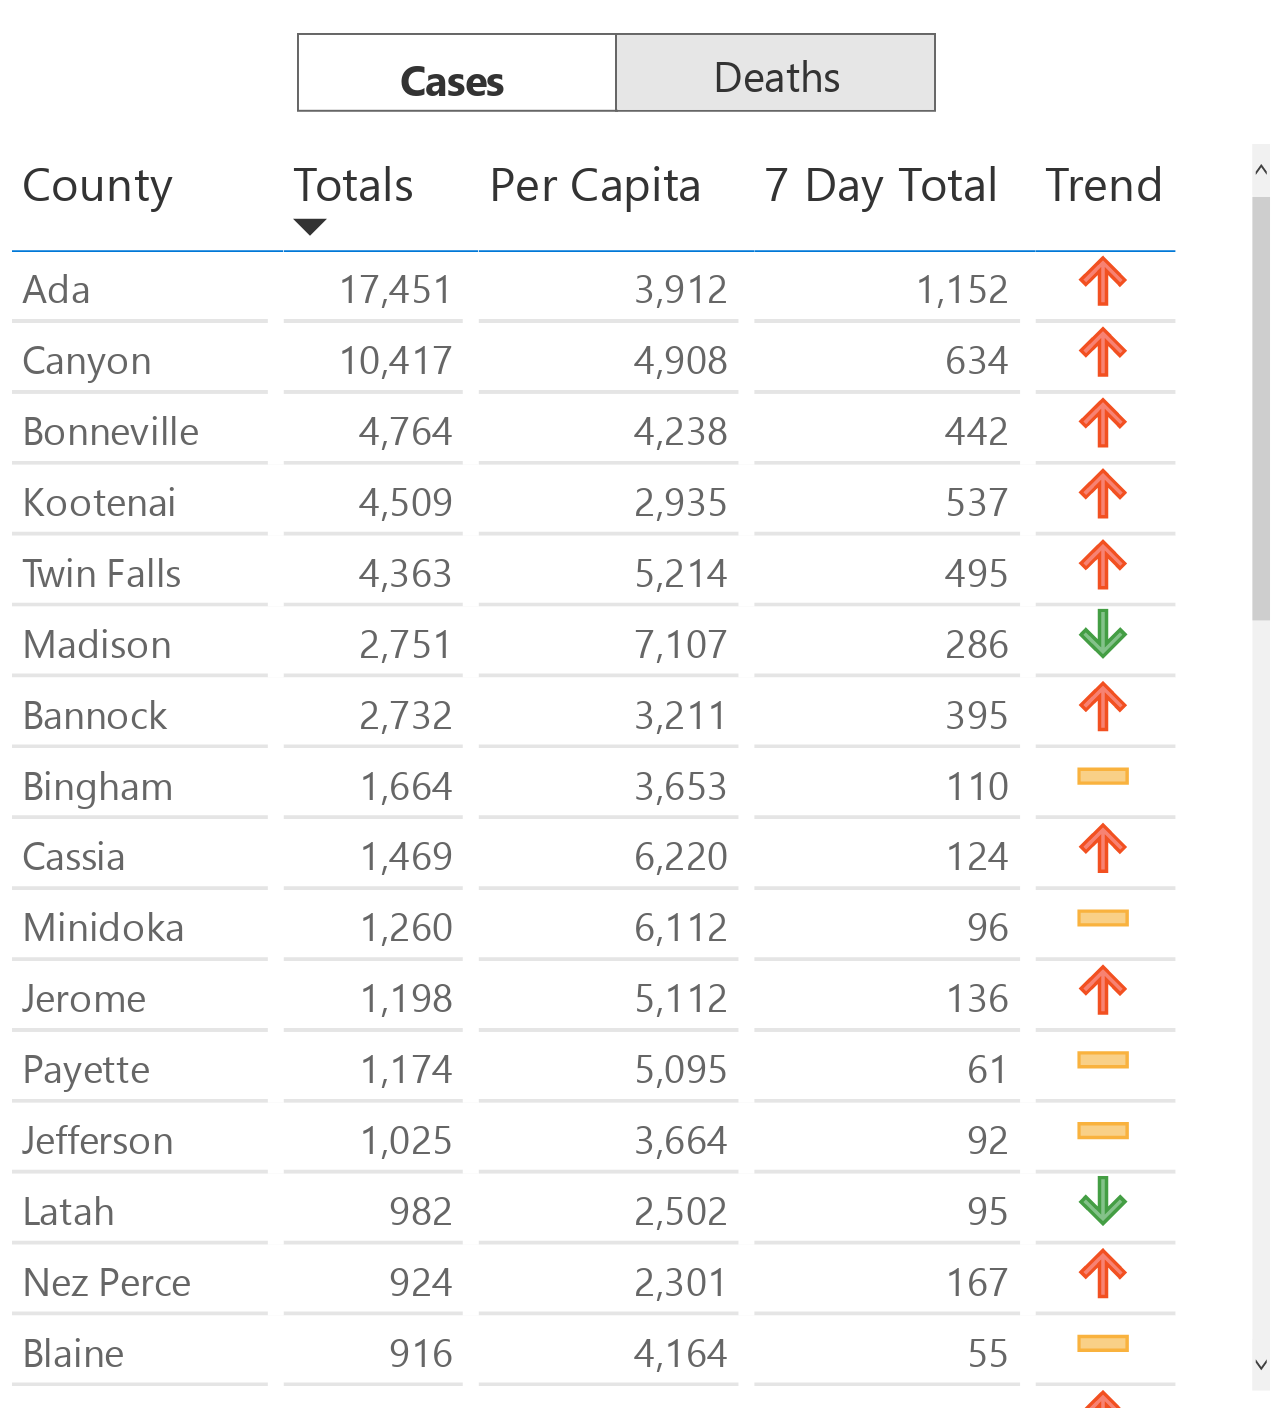 Cases Deaths
County Totals Per Capita 7 Day Total Trend
Ada 17,451 3,912 1,152
Canyon 10,417 4,908 634
Bonneville 4,764 4,238 442
Kootenai 4,509 2,935 537
Twin Falls 4,363 5,214 495
Madison 2,751 7,107 286
Bannock 2,732 3,211 395
Bingham 1,664 3,653 110
Cassia 1,469 6,220 124
Minidoka 1,260 6,112 96
Jerome 1,198 5,112 136
Payette 1,174 5,095 61
Jefferson 1,025 3,664 92
Latah 982 2,502 95
Nez Perce 924 2,301 167
Blaine 916 4,164 55